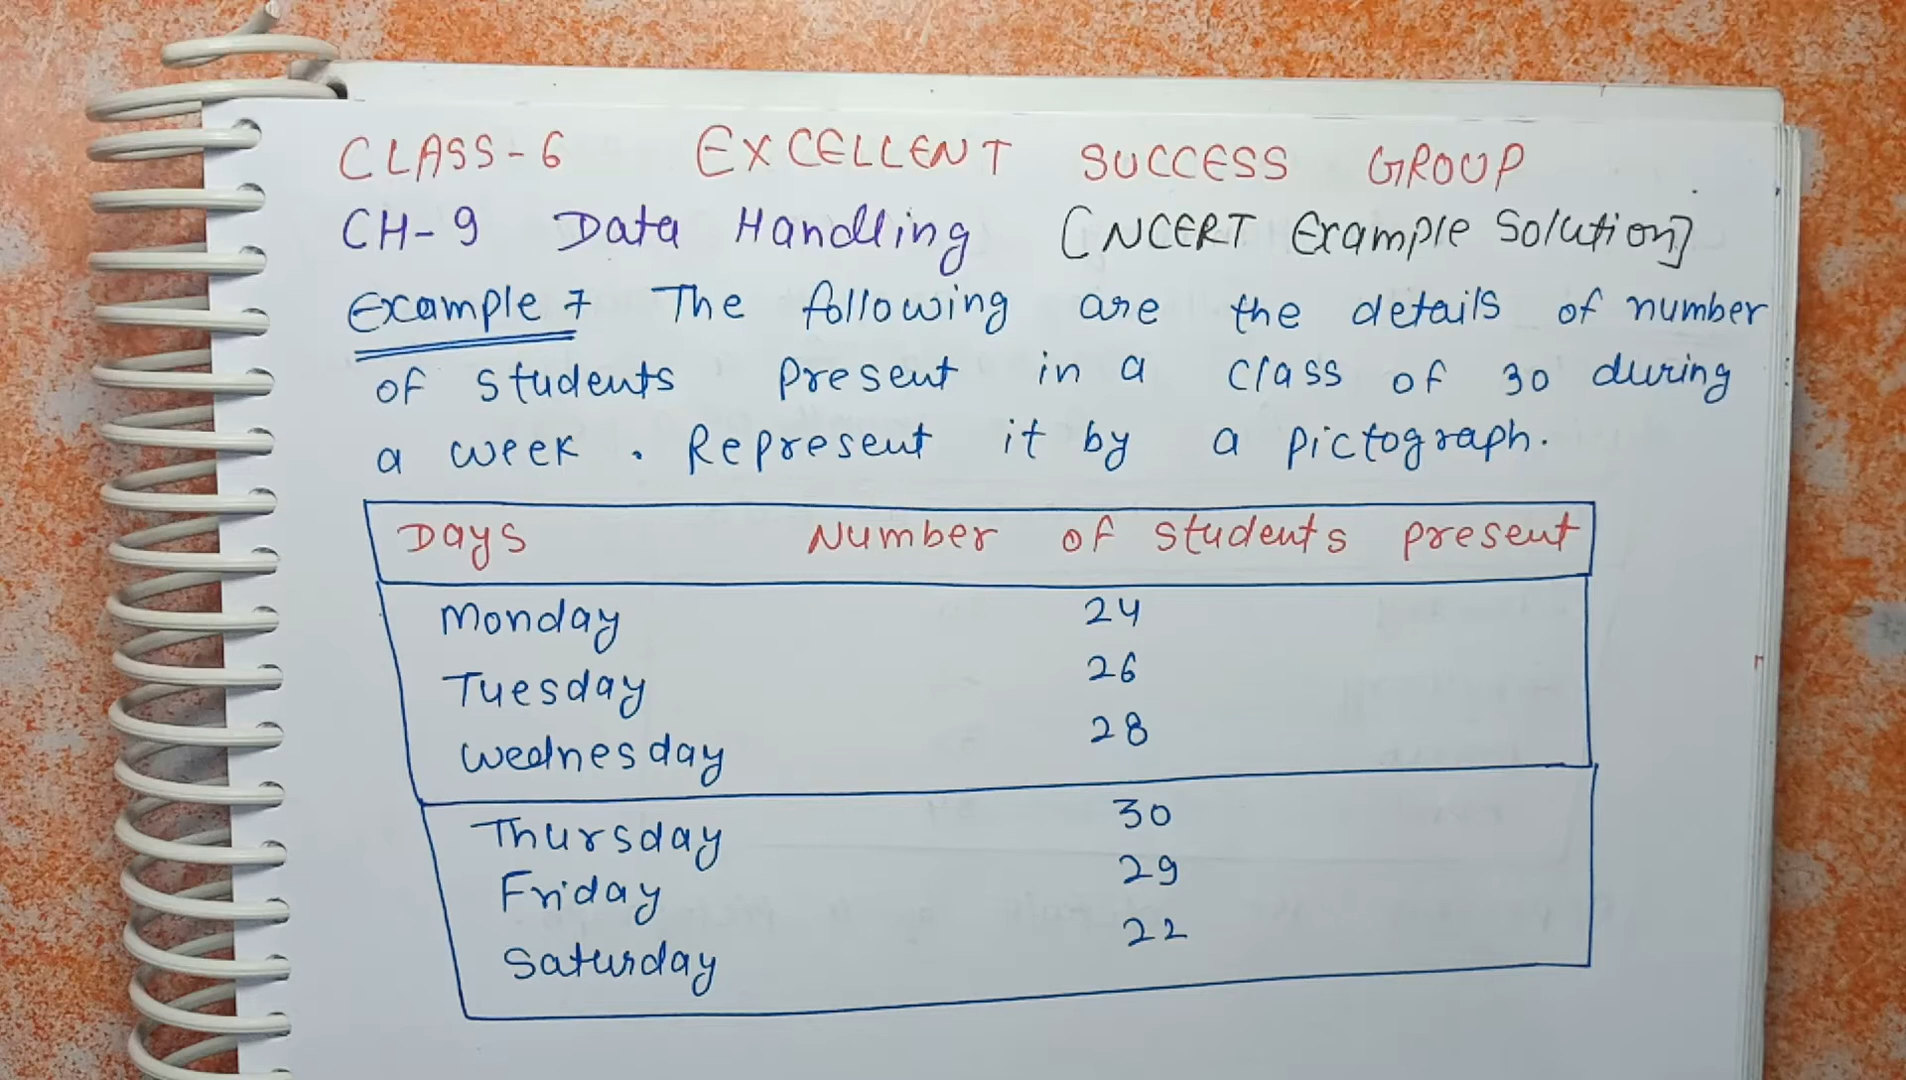 CLASS-6 EXCELLENT SUCCESS GROUP
CH-9 Data Handling [NCERT Example Solution]
Example 7 The following are the details of number
of students present in a class of 30 during
a week. Represent it by a pictograph.
Days Number of students present
Monday 24
Tuesday 26
Wednesday 28
Thursday 30
Friday 29
Saturday 22